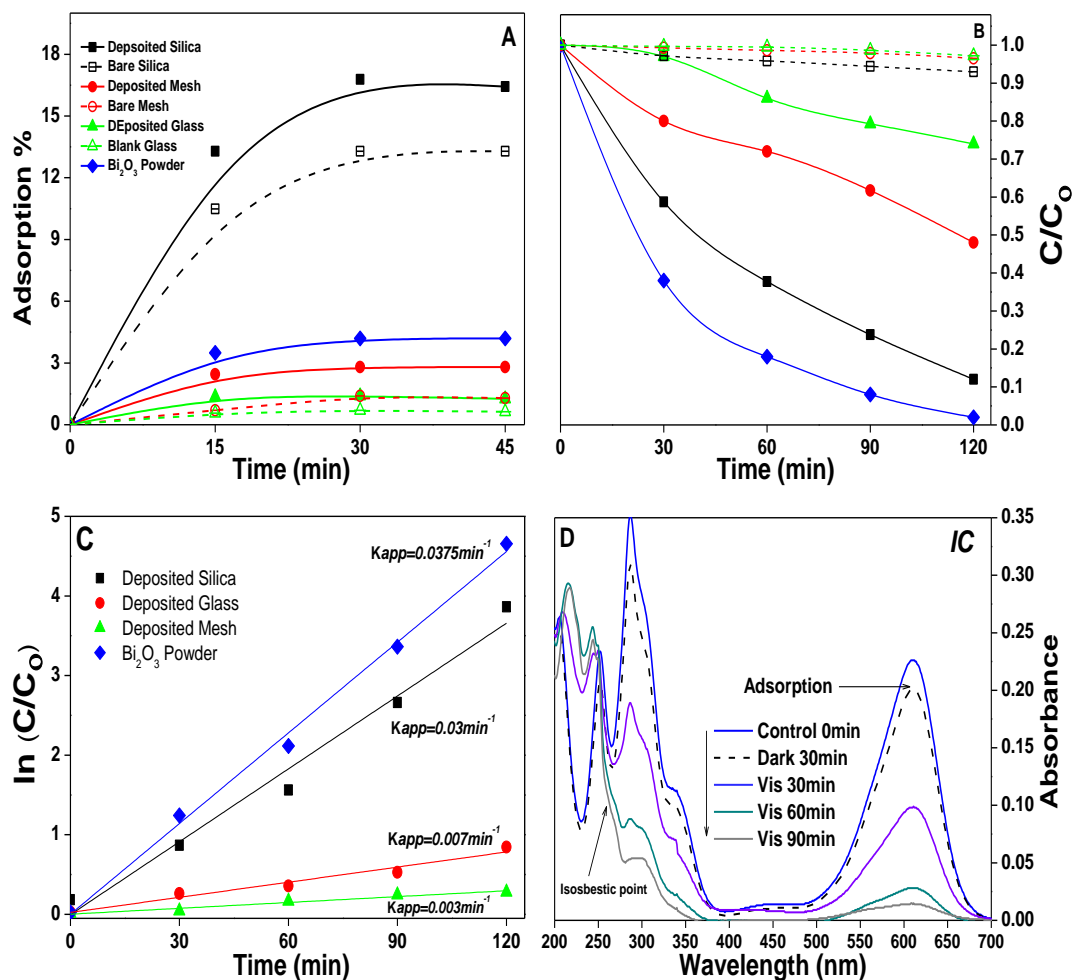 A
Depsoited Silica
Bare Silica
Deposited Mesh
Bare Mesh
DEposited Glass
Blank Glass
Bi₂O₃ Powder
Adsorption %
18
15
12
9
6
3
0
0 15 30 45
Time (min)
B
1.0
0.9
0.8
0.7
0.6
0.5
0.4
0.3
0.2
0.1
0.0
C/C₀
0 30 60 90 120
Time (min)
C
Kapp=0.0375min⁻¹
Deposited Silica
Deposited Glass
Deposited Mesh
Bi₂O₃ Powder
Kapp=0.03min⁻¹
Kapp=0.007min⁻¹
Kapp=0.003min⁻¹
ln (C/C₀)
5
4
3
2
1
0
0 30 60 90 120
Time (min)
D
IC
Adsorption
Control 0min
Dark 30min
Vis 30min
Vis 60min
Vis 90min
Isosbestic point
0.35
0.30
0.25
0.20
0.15
0.10
0.05
0.00
Absorbance
200 250 300 350 400 450 500 550 600 650 700
Wavelength (nm)